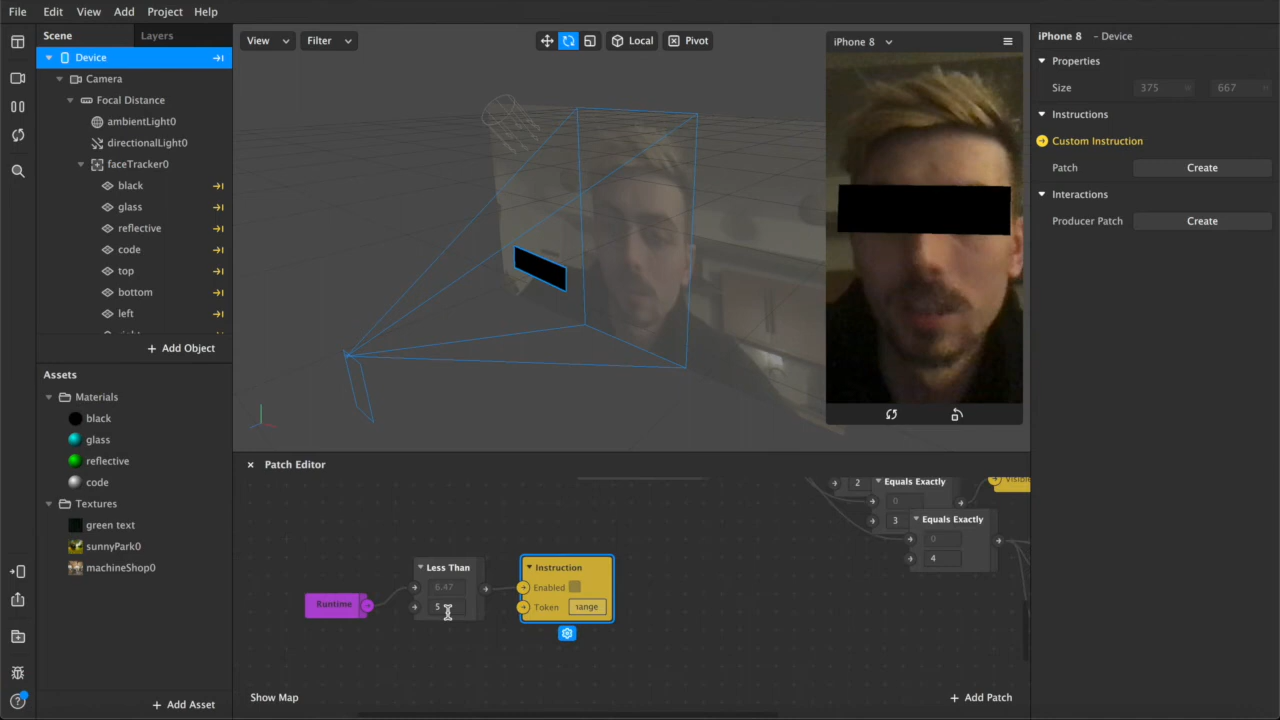 File Edit View Add Project Help
Scene Layers
Device
Camera
Focal Distance
ambientLight0
directionalLight0
faceTracker0
black
glass
reflective
code
top
bottom
left
+ Add Object
Assets
Materials
black
glass
reflective
code
Textures
green text
sunnyPark0
machineShop0
+ Add Asset
View Filter
Local Pivot
iPhone 8
iPhone 8 - Device
Properties
Size 375 667
Instructions
Custom Instruction
Patch Create
Interactions
Producer Patch Create
× Patch Editor
2 Equals Exactly
0
3 Equals Exactly
0
4
Runtime
Less Than
6.47
5
Instruction
Enabled
Token
Show Map
+ Add Patch